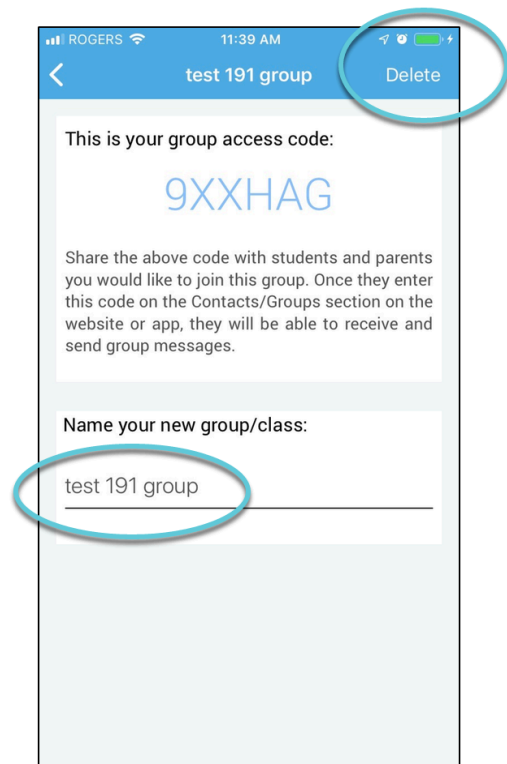 ROGERS 11:39 AM
test 191 group Delete
This is your group access code:
9XXHAG
Share the above code with students and parents
you would like to join this group. Once they enter
this code on the Contacts/Groups section on the
website or app, they will be able to receive and
send group messages.
Name your new group/class:
test 191 group